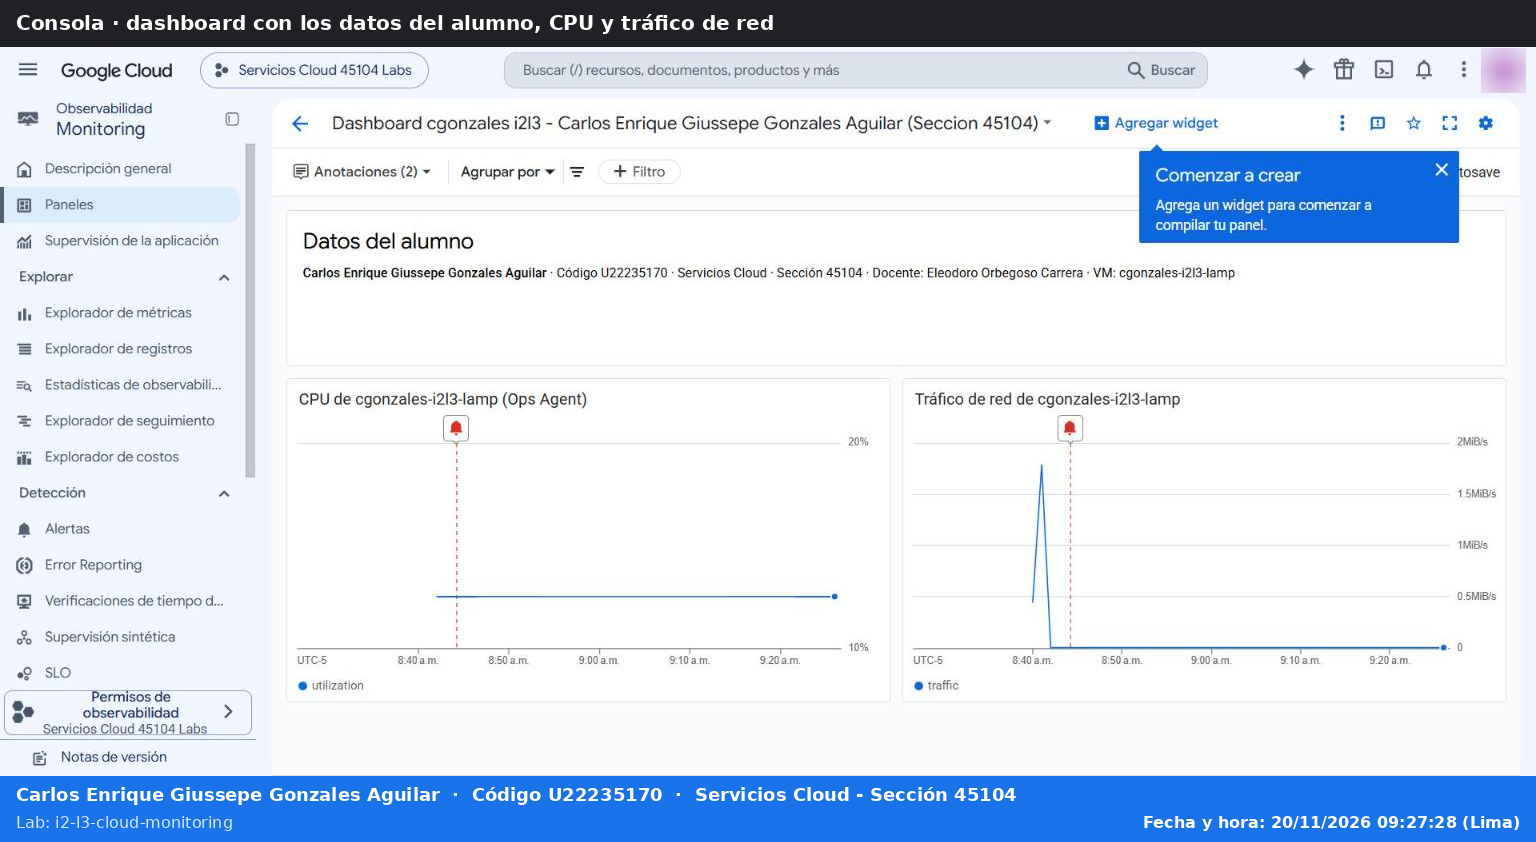 Consola · dashboard con los datos del alumno, CPU y tráfico de red
Google Cloud
Servicios Cloud 45104 Labs
Buscar (/) recursos, documentos, productos y más
Buscar
Observabilidad
Monitoring
Descripción general
Paneles
Supervisión de la aplicación
Explorar
Explorador de métricas
Explorador de registros
Estadísticas de observabili...
Explorador de seguimiento
Explorador de costos
Detección
Alertas
Error Reporting
Verificaciones de tiempo d...
Supervisión sintética
SLO
Permisos de
observabilidad
Servicios Cloud 45104 Labs
Notas de versión
Dashboard cgonzales i2l3 - Carlos Enrique Giussepe Gonzales Aguilar (Seccion 45104)
Agregar widget
Anotaciones (2)
Agrupar por
Filtro
tosave
Comenzar a crear
Agrega un widget para comenzar a
compilar tu panel.
Datos del alumno
Carlos Enrique Giussepe Gonzales Aguilar · Código U22235170 · Servicios Cloud · Sección 45104 · Docente: Eleodoro Orbegoso Carrera · VM: cgonzales-i2l3-lamp
CPU de cgonzales-i2l3-lamp (Ops Agent)
20%
10%
UTC-5 8:40 a.m. 8:50 a.m. 9:00 a.m. 9:10 a.m. 9:20 a.m.
utilization
Tráfico de red de cgonzales-i2l3-lamp
2MiB/s
1.5MiB/s
1MiB/s
0.5MiB/s
0
UTC-5 8:40 a.m. 8:50 a.m. 9:00 a.m. 9:10 a.m. 9:20 a.m.
traffic
Carlos Enrique Giussepe Gonzales Aguilar · Código U22235170 · Servicios Cloud - Sección 45104
Lab: i2-l3-cloud-monitoring
Fecha y hora: 20/11/2026 09:27:28 (Lima)